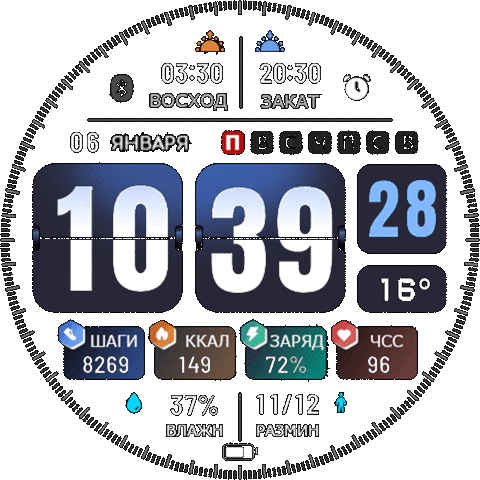 03:30 20:30
ВОСХОД ЗАКАТ
06 ЯНВАРЯ П В С Ч П С В
10 39 28
16°
ШАГИ ККАЛ ЗАРЯД ЧСС
8269 149 72% 96
37% 11/12
ВЛАЖН РАЗМИН